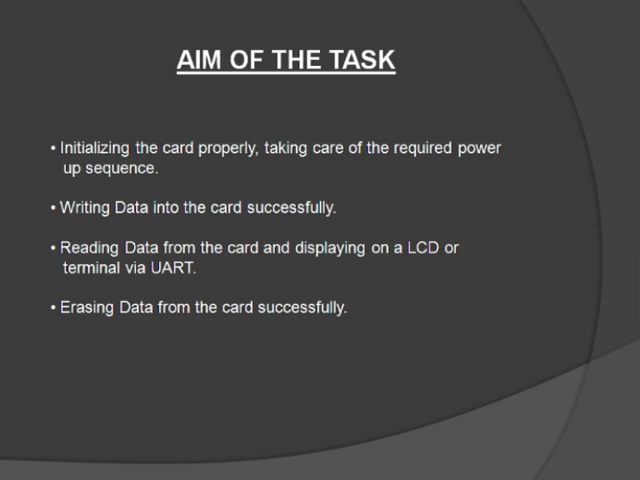 AIM OF THE TASK
• Initializing the card properly, taking care of the required power
up sequence.
• Writing Data into the card successfully.
• Reading Data from the card and displaying on a LCD or
terminal via UART.
• Erasing Data from the card successfully.